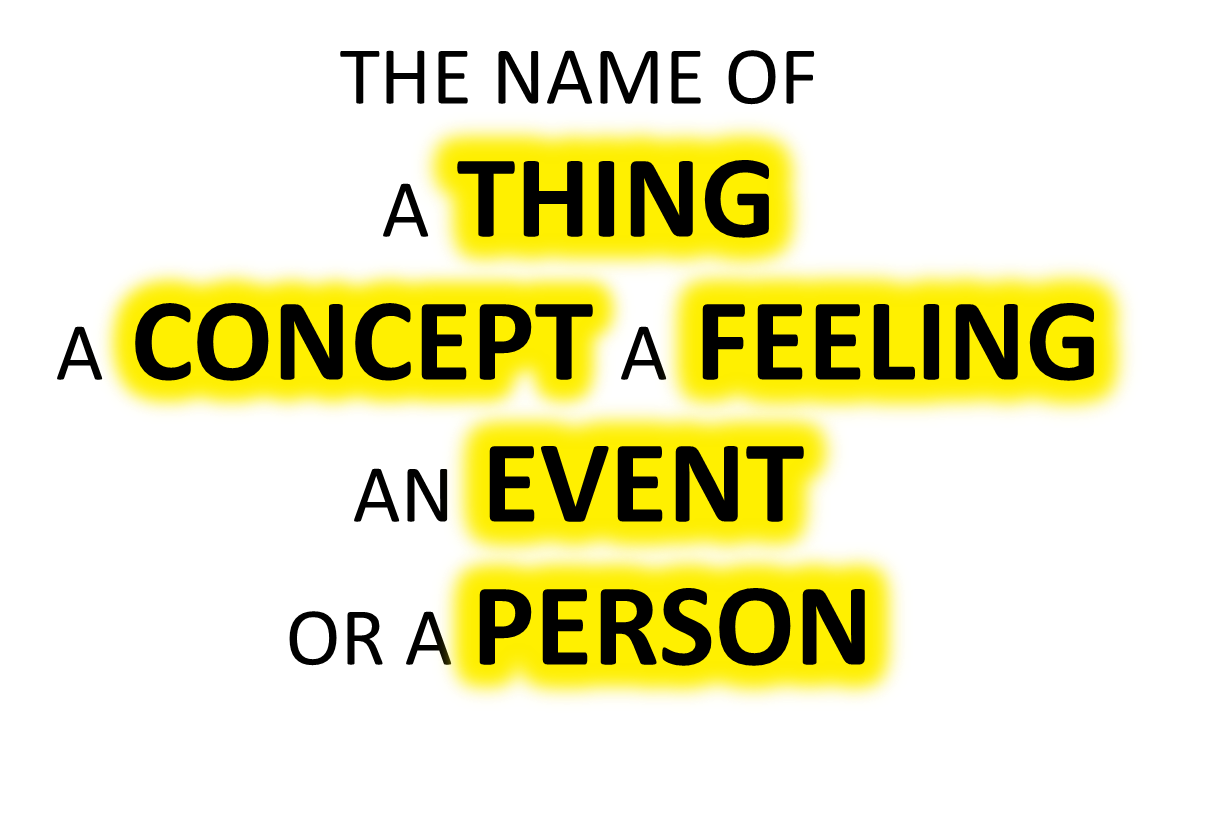 THE NAME OF
A THING
A CONCEPT A FEELING
AN EVENT
OR A PERSON